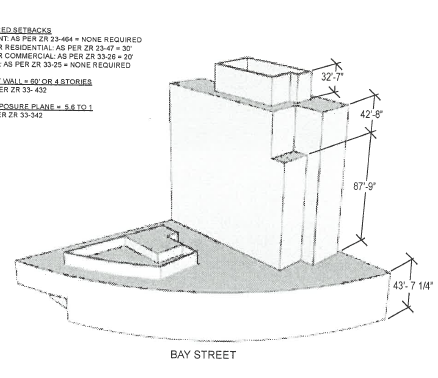 ED SETBACKS
NT: AS PER ZR 23-464 = NONE REQUIRED
R RESIDENTIAL: AS PER ZR 23-47 = 30'
R COMMERCIAL: AS PER ZR 33-26 = 20'
: AS PER ZR 33-25 = NONE REQUIRED
WALL = 60' OR 4 STORIES
ER ZR 33- 432
POSURE PLANE = 5.6 TO 1
ER ZR 33-342
32'-7"
42'-8"
67'-9"
43'- 7 1/4"
BAY STREET